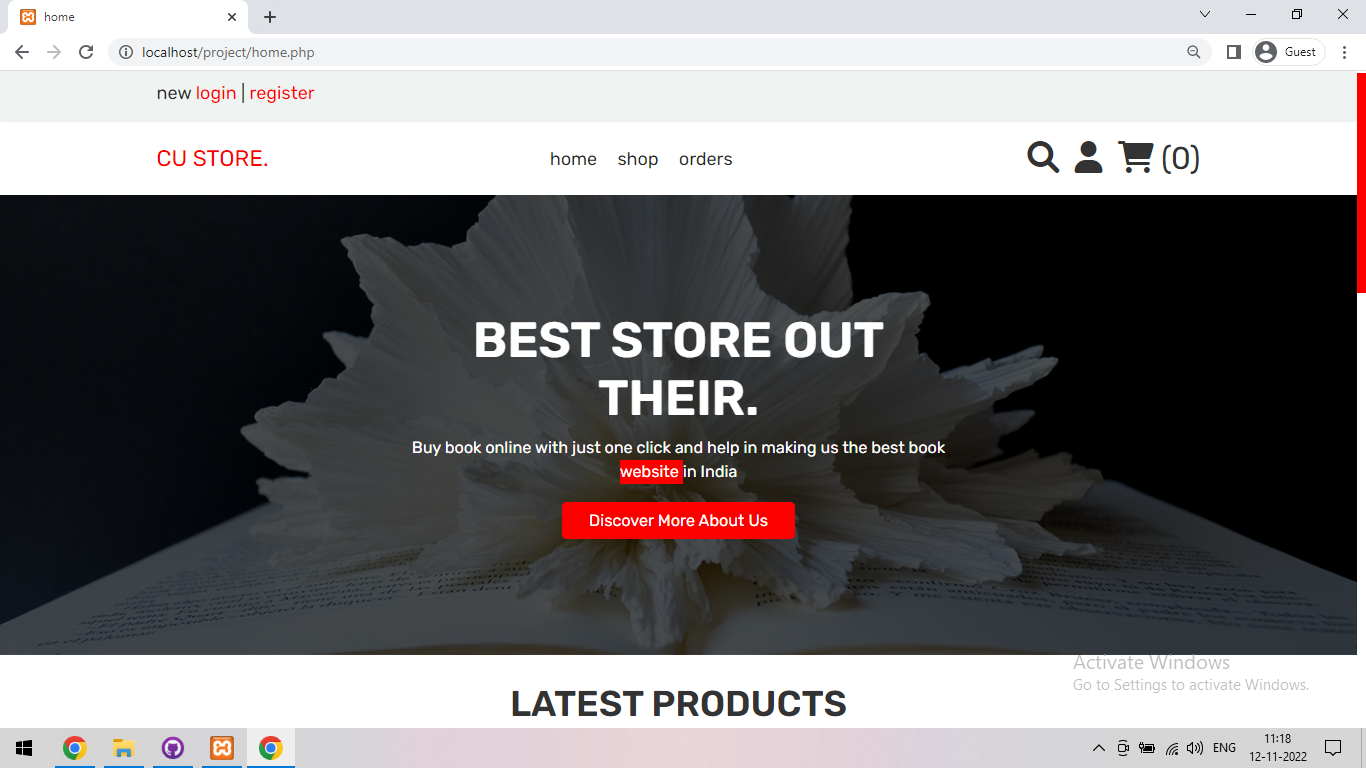 home
localhost/project/home.php
Guest
new login | register
CU STORE.
home shop orders
(0)
BEST STORE OUT
THEIR.
Buy book online with just one click and help in making us the best book
website in India
Discover More About Us
Activate Windows
Go to Settings to activate Windows.
LATEST PRODUCTS
ENG
11:18
12-11-2022